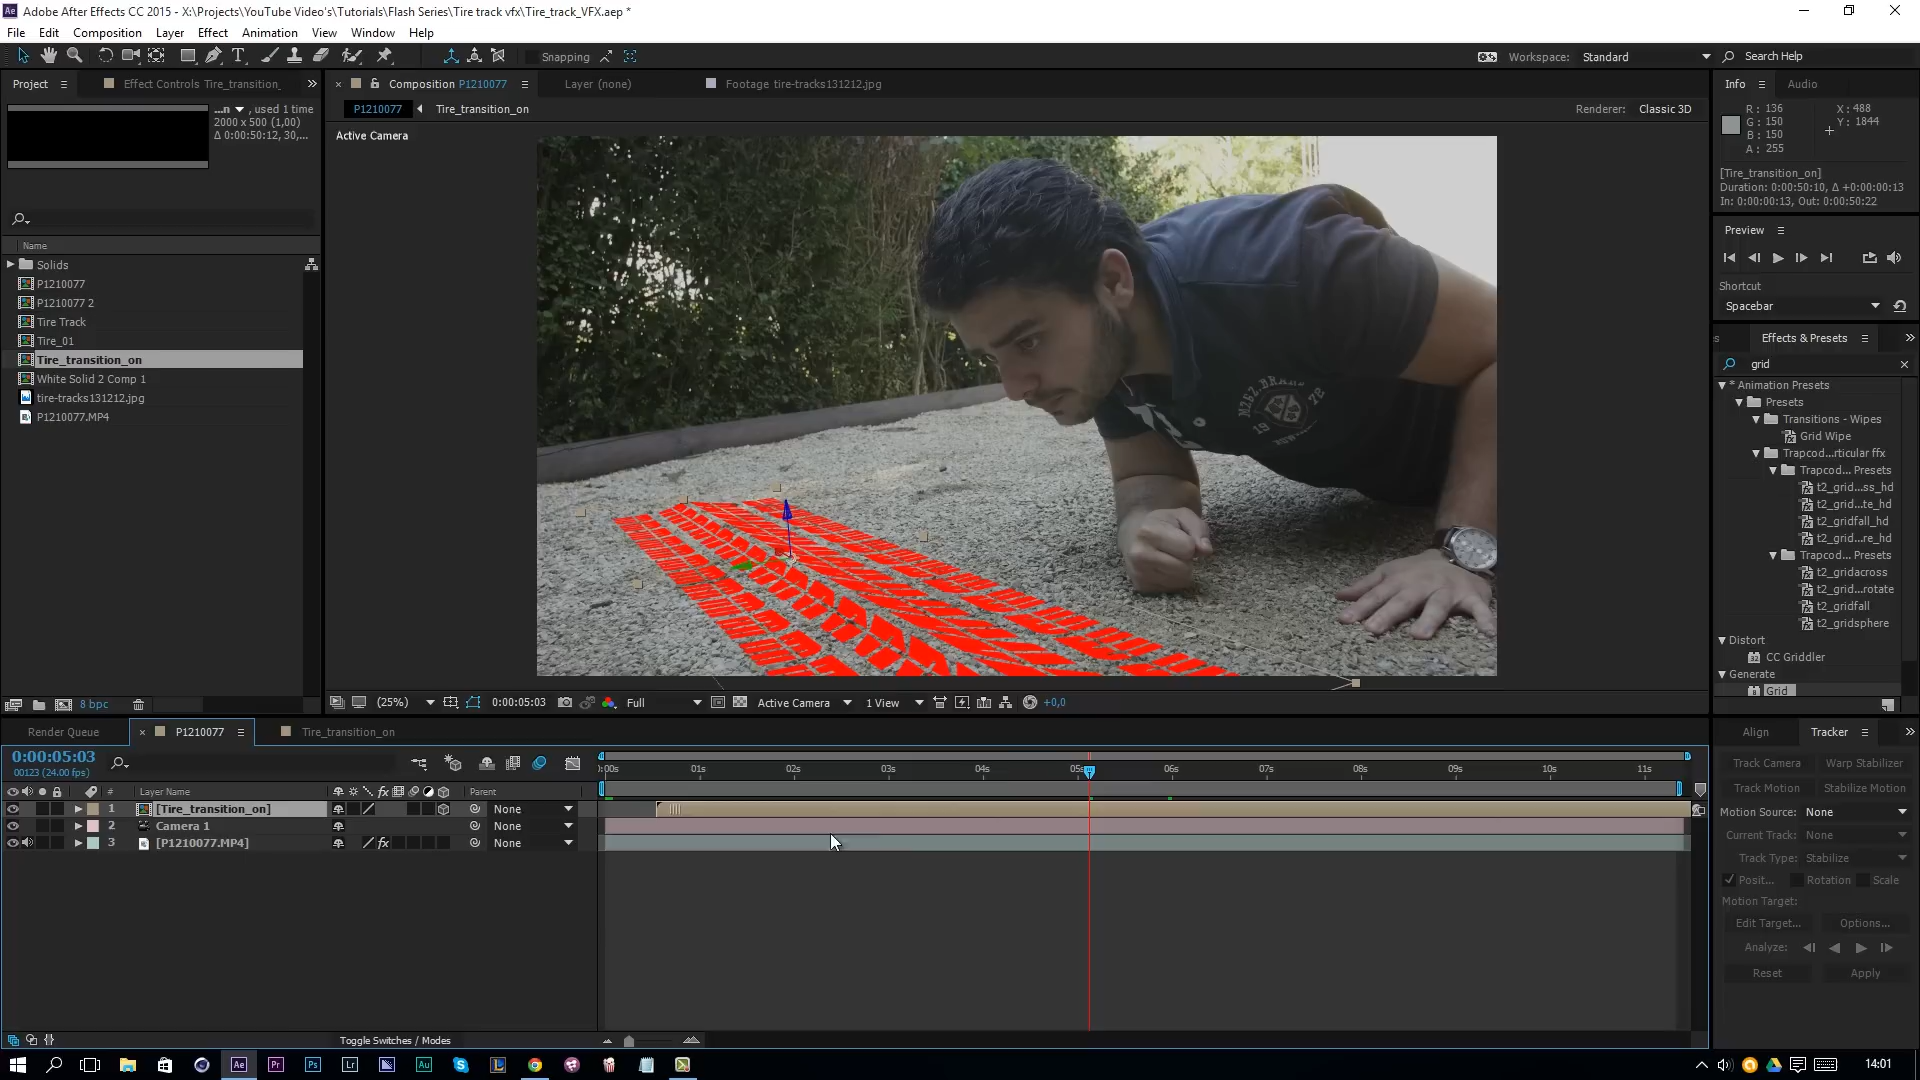 Adobe After Effects CC 2015 - X:\Projects\YouTube Video's\Tutorials\Flash Series\Tire track vfx\Tire_track_VFX.aep *
File Edit Composition Layer Effect Animation View Window Help
Snapping
Workspace: Standard
Search Help
Project
Effect Controls Tire_transition_
...n, used 1 time
2000 x 500 (1,00)
Δ 0:00:50:12, 30,...
Name
Solids
P1210077
P1210077 2
Tire Track
Tire_01
Tire_transition_on
White Solid 2 Comp 1
tire-tracks131212.jpg
P1210077.MP4
8 bpc
Composition P1210077
Layer (none)
Footage tire-tracks131212.jpg
P1210077 Tire_transition_on
Renderer: Classic 3D
Active Camera
(25%) 0:00:05:03 Full Active Camera 1 View +0,0
Info Audio
R: 136
G: 150
B: 150
A: 255
X: 488
Y: 1844
[Tire_transition_on]
Duration: 0:00:50:10, Δ +0:00:00:13
In: 0:00:00:13, Out: 0:00:50:22
Preview
Shortcut
Spacebar
Effects & Presets
grid
* Animation Presets
Presets
Transitions - Wipes
Grid Wipe
Trapcod...rticular ffx
Trapcod... Presets
t2_grid...ss_hd
t2_grid...te_hd
t2_gridfall_hd
t2_grid...re_hd
Trapcod... Presets
t2_gridacross
t2_grid...rotate
t2_gridfall
t2_gridsphere
Distort
CC Griddler
Generate
Grid
Align Tracker
Track Camera Warp Stabilizer
Track Motion Stabilize Motion
Motion Source: None
Current Track: None
Track Type: Stabilize
Posit... Rotation Scale
Motion Target:
Edit Target... Options...
Analyze:
Reset Apply
Render Queue P1210077 Tire_transition_on
0:00:05:03
00123 (24.00 fps)
# Layer Name Parent
1 [Tire_transition_on] None
2 Camera 1 None
3 [P1210077.MP4] None
:00s 01s 02s 03s 04s 05s 06s 07s 08s 09s 10s 11s
Toggle Switches / Modes
14:01